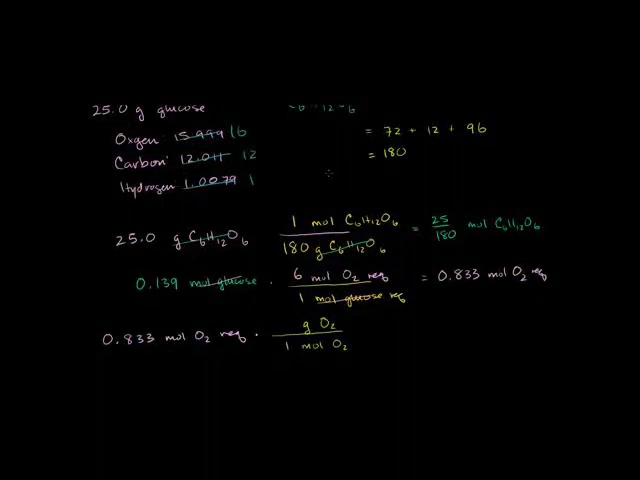 25.0 g glucose C₆H₁₂O₆
Oxgen: 15.999 16 = 72 + 12 + 96
Carbon: 12.011 12 = 180
Hydrogen: 1.0079 1
25.0 g C₆H₁₂O₆ 1 mol C₆H₁₂O₆ / 180 g C₆H₁₂O₆ = 25/180 mol C₆H₁₂O₆
0.139 mol glucose · 6 mol O₂ req / 1 mol glucose req = 0.833 mol O₂ req
0.833 mol O₂ req · g O₂ / 1 mol O₂